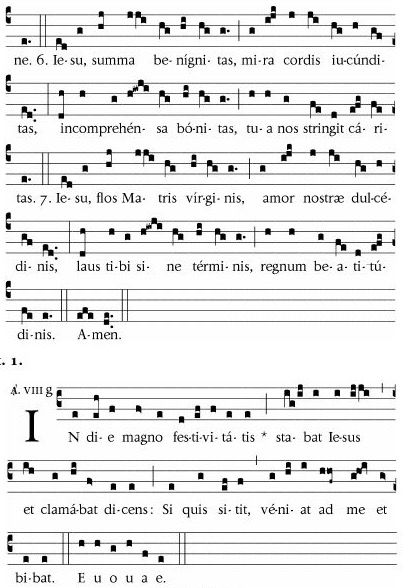 ne. 6. Ie-su, summa be-nígni-tas, mi-ra cordis iu-cúndi-
tas, incomprehén-sa bó-ni-tas, tu-a nos stringit cá-ri-
tas. 7. Ie-su, flos Ma-tris vír-gi-nis, amor nostræ dul-cé-
di-nis, laus ti-bi si-ne térmi-nis, regnum be-a-ti-tú-
di-nis. A-men.
1.
A. VIII g
IN di-e magno fes-ti-vi-tá-tis * sta-bat Ie-sus
et clamá-bat di-cens: Si quis si-tit, vé-ni-at ad me et
bi-bat. E u o u a e.